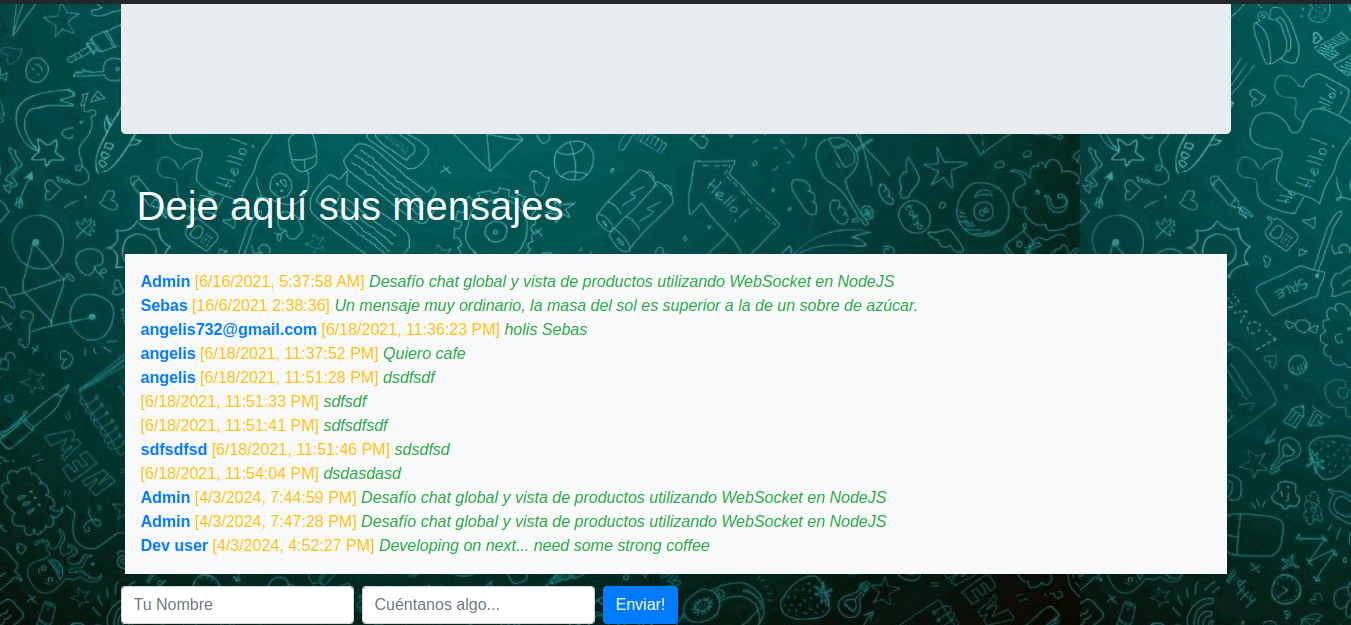 Hello!
Hello!
Hello!
Deje aquí sus mensajes
tokyo
SALE
Admin [6/16/2021, 5:37:58 AM] Desafío chat global y vista de productos utilizando WebSocket en NodeJS
Sebas [16/6/2021 2:38:36] Un mensaje muy ordinario, la masa del sol es superior a la de un sobre de azúcar.
angelis732@gmail.com [6/18/2021, 11:36:23 PM] holis Sebas
angelis [6/18/2021, 11:37:52 PM] Quiero cafe
angelis [6/18/2021, 11:51:28 PM] dsdfsdf
[6/18/2021, 11:51:33 PM] sdfsdf
[6/18/2021, 11:51:41 PM] sdfsdfsdf
sdfsdfsd [6/18/2021, 11:51:46 PM] sdsdfsd
[6/18/2021, 11:54:04 PM] dsdasdasd
Admin [4/3/2024, 7:44:59 PM] Desafío chat global y vista de productos utilizando WebSocket en NodeJS
Admin [4/3/2024, 7:47:28 PM] Desafío chat global y vista de productos utilizando WebSocket en NodeJS
Dev user [4/3/2024, 4:52:27 PM] Developing on next... need some strong coffee
Tu Nombre
Cuéntanos algo...
Enviar!